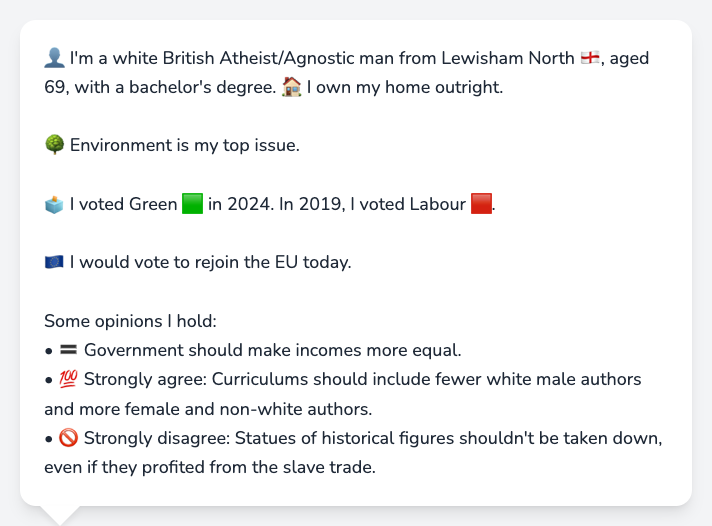 👤 I'm a white British Atheist/Agnostic man from Lewisham North 🏴󠁧󠁢󠁥󠁮󠁧󠁿, aged
69, with a bachelor's degree. 🏠 I own my home outright.
🌳 Environment is my top issue.
🗳️ I voted Green 🟩 in 2024. In 2019, I voted Labour 🟥.
🇪🇺 I would vote to rejoin the EU today.
Some opinions I hold:
• 🟰 Government should make incomes more equal.
• 💯 Strongly agree: Curriculums should include fewer white male authors
and more female and non-white authors.
• 🚫 Strongly disagree: Statues of historical figures shouldn't be taken down,
even if they profited from the slave trade.